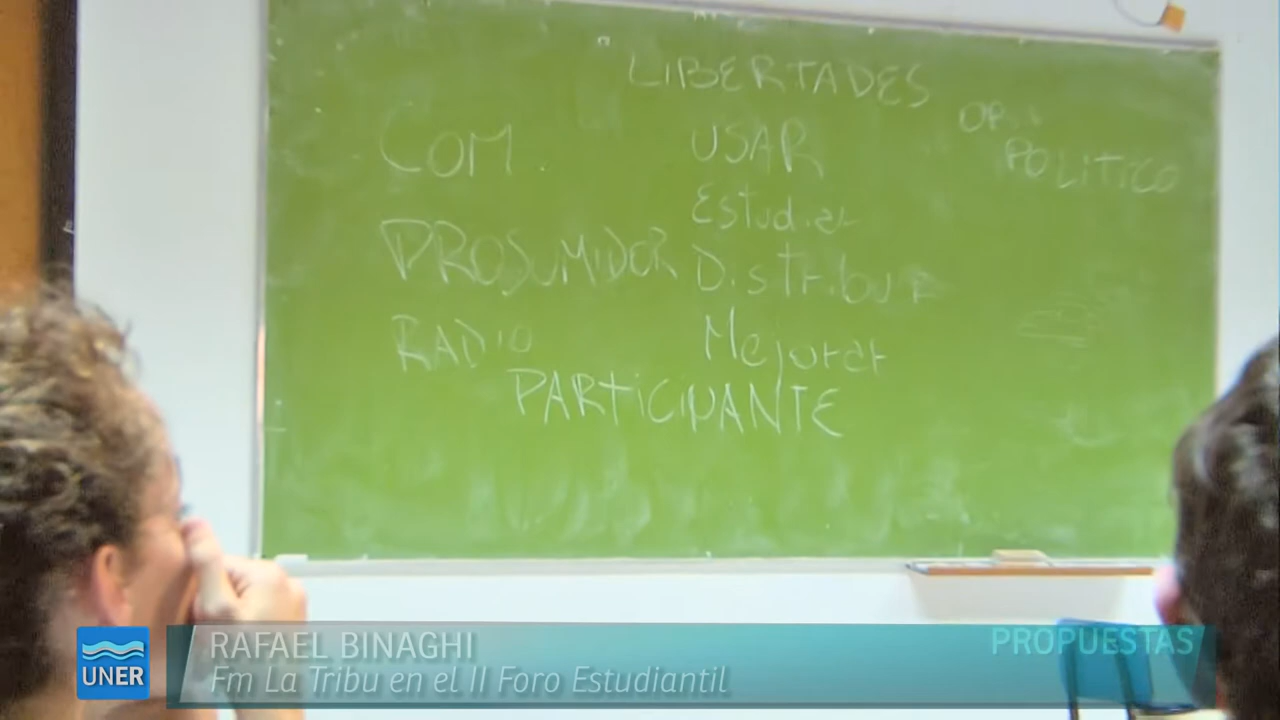 LIBERTADES
COM.
USAR
POLITICO
Estudiar
PROSUMIDOR
Distribuir
RADIO
Mejorar
PARTICIPANTE
RAFAEL BINAGHI
PROPUESTAS
Fm La Tribu en el II Foro Estudiantil
UNER